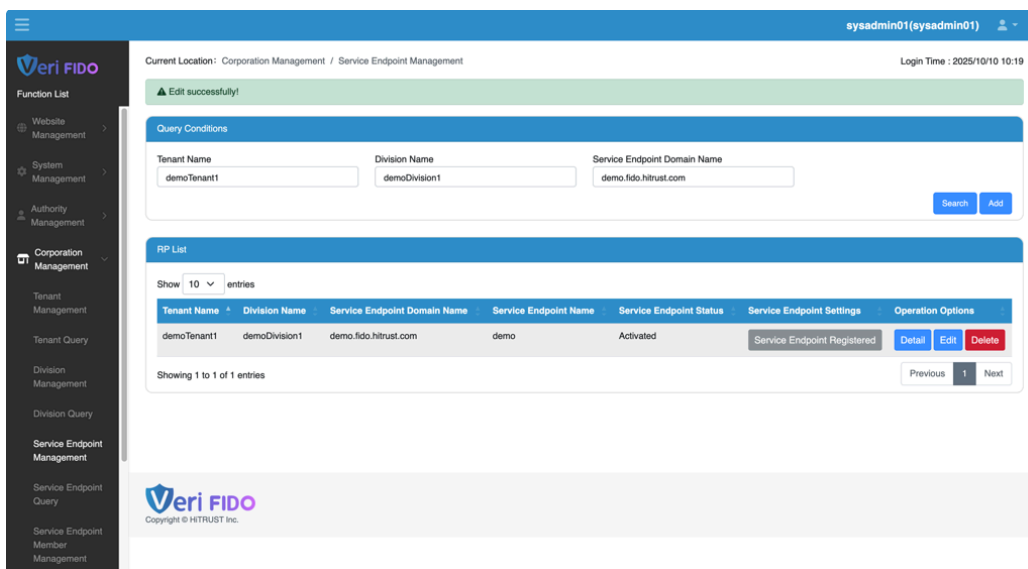 sysadmin01(sysadmin01)
Veri FIDO
Function List
Website
Management
System
Management
Authority
Management
Corporation
Management
Tenant
Management
Tenant Query
Division
Management
Division Query
Service Endpoint
Management
Service Endpoint
Query
Service Endpoint
Member
Management
Current Location: Corporation Management / Service Endpoint Management
Login Time : 2025/10/10 10:19
Edit successfully!
Query Conditions
Tenant Name Division Name Service Endpoint Domain Name
demoTenant1 demoDivision1 demo.fido.hitrust.com
Search Add
RP List
Show 10 entries
Tenant Name Division Name Service Endpoint Domain Name Service Endpoint Name Service Endpoint Status Service Endpoint Settings Operation Options
demoTenant1 demoDivision1 demo.fido.hitrust.com demo Activated Service Endpoint Registered Detail Edit Delete
Showing 1 to 1 of 1 entries
Previous 1 Next
Veri FIDO
Copyright © HiTRUST Inc.